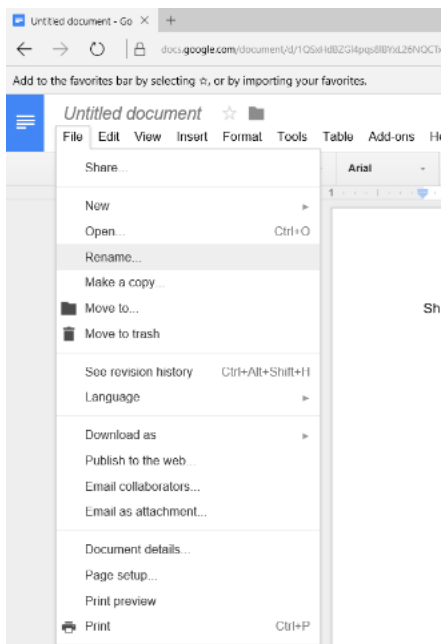 Untitled document - Go
docs.google.com/document/d/
Add to the favorites bar by selecting ☆, or by importing your favorites.
Untitled document
File Edit View Insert Format Tools Table Add-ons
Share...
Arial
New
1
Open... Ctrl+O
Rename...
Make a copy...
Move to...
Sh
Move to trash
See revision history Ctrl+Alt+Shift+H
Language
Download as
Publish to the web...
Email collaborators...
Email as attachment...
Document details...
Page setup...
Print preview
Print Ctrl+P